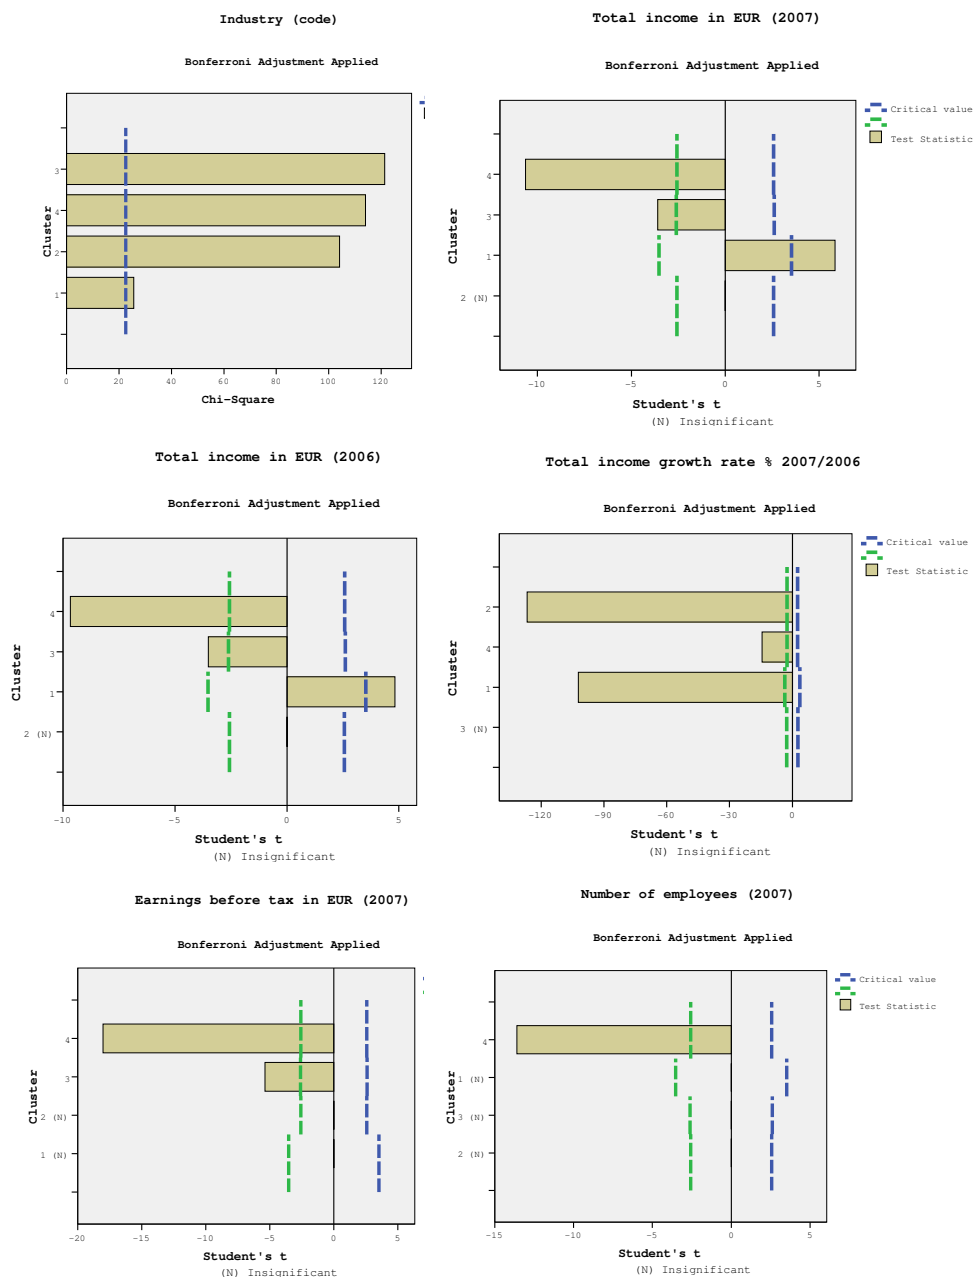 Industry (code)
Bonferroni Adjustment Applied
Cluster
3
4
2
1
0
20
40
60
80
100
120
Chi-Square
Total income in EUR (2007)
Bonferroni Adjustment Applied
Critical value
Test Statistic
Cluster
4
3
1
2 (N)
-10
-5
0
5
Student's t
(N) Insignificant
Total income in EUR (2006)
Bonferroni Adjustment Applied
Cluster
4
3
1
2 (N)
-10
-5
0
5
Student's t
(N) Insignificant
Total income growth rate % 2007/2006
Bonferroni Adjustment Applied
Critical value
Test Statistic
Cluster
2
4
1
3 (N)
-120
-90
-60
-30
0
Student's t
(N) Insignificant
Earnings before tax in EUR (2007)
Bonferroni Adjustment Applied
Cluster
4
3
2 (N)
1 (N)
-20
-15
-10
-5
0
5
Student's t
(N) Insignificant
Number of employees (2007)
Bonferroni Adjustment Applied
Critical value
Test Statistic
Cluster
4
1 (N)
3 (N)
2 (N)
-15
-10
-5
0
5
Student's t
(N) Insignificant